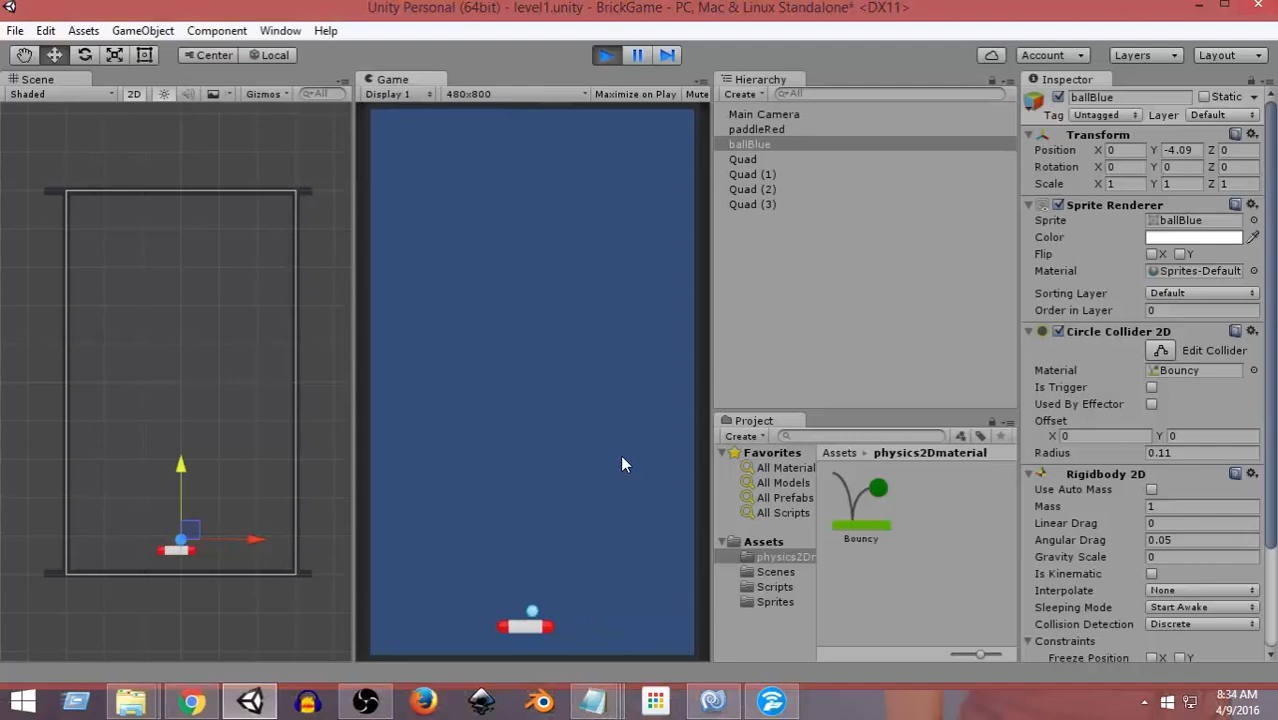 Unity Personal (64bit) - level1.unity - BrickGame - PC, Mac & Linux Standalone* <DX11>
File Edit Assets GameObject Component Window Help
Center Local Account Layers Layout
Scene Game Hierarchy Inspector
Shaded 2D Gizmos All Display 1 480x800 Maximize on Play Mute Create All
ballBlue Static
Tag Untagged Layer Default
Main Camera
paddleRed
ballBlue
Quad
Quad (1)
Quad (2)
Quad (3)
Transform
Position X 0 Y -4.09 Z 0
Rotation X 0 Y 0 Z 0
Scale X 1 Y 1 Z 1
Sprite Renderer
Sprite ballBlue
Color
Flip X Y
Material Sprites-Default
Sorting Layer Default
Order in Layer 0
Circle Collider 2D
Edit Collider
Material Bouncy
Is Trigger
Used By Effector
Offset
X 0 Y 0
Radius 0.11
Rigidbody 2D
Use Auto Mass
Mass 1
Linear Drag 0
Angular Drag 0.05
Gravity Scale 0
Is Kinematic
Interpolate None
Sleeping Mode Start Awake
Collision Detection Discrete
Constraints
Freeze Position X Y
Project
Create
Favorites
All Material
All Models
All Prefabs
All Scripts
Assets
physics2Dr
Scenes
Scripts
Sprites
Assets physics2Dmaterial
Bouncy
8:34 AM
4/9/2016